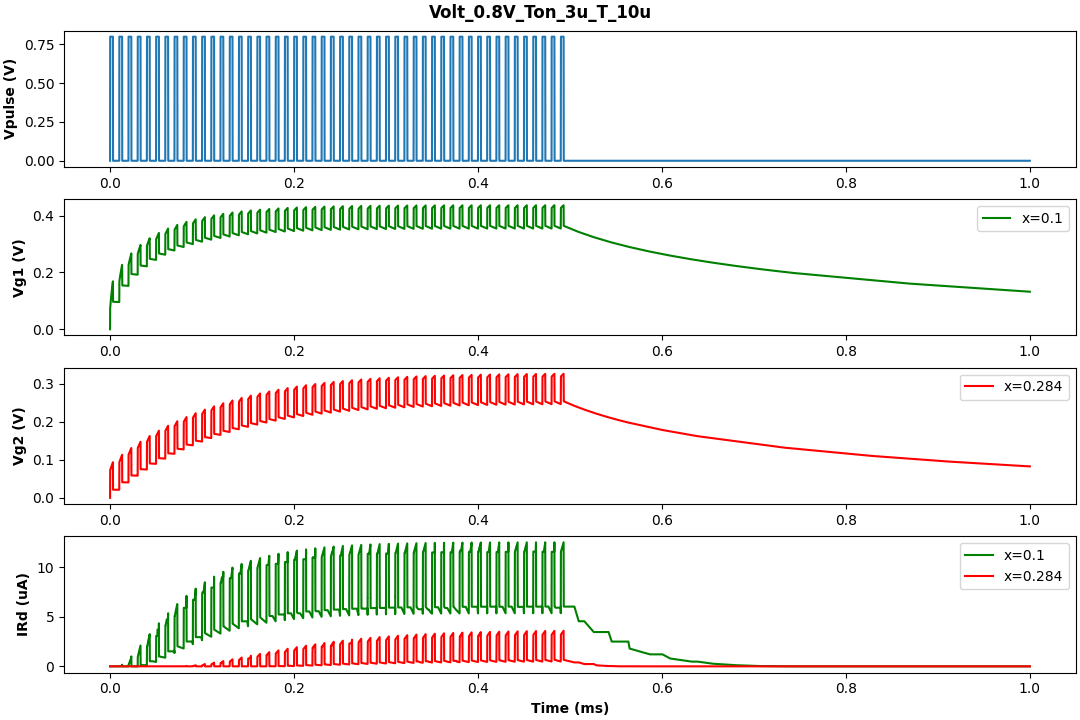 Volt_0.8V_Ton_3u_T_10u
Vpulse (V)
0.75
0.50
0.25
0.00
0.0 0.2 0.4 0.6 0.8 1.0
Vg1 (V)
0.4
0.2
0.0
x=0.1
0.0 0.2 0.4 0.6 0.8 1.0
Vg2 (V)
0.3
0.2
0.1
0.0
x=0.284
0.0 0.2 0.4 0.6 0.8 1.0
IRd (uA)
10
5
0
x=0.1
x=0.284
0.0 0.2 0.4 0.6 0.8 1.0
Time (ms)